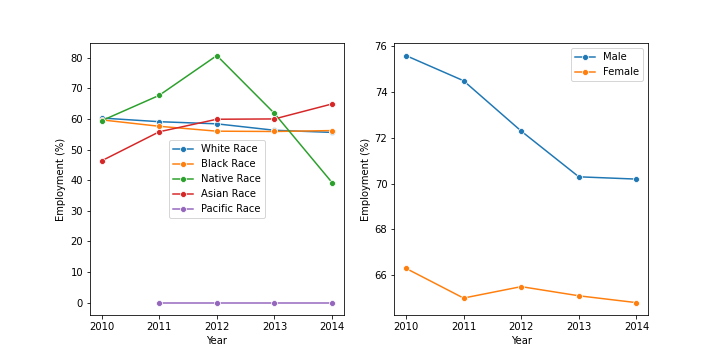 80
70
60
50
40
30
20
10
0
Employment (%)
White Race
Black Race
Native Race
Asian Race
Pacific Race
2010 2011 2012 2013 2014
Year
76
74
72
70
68
66
Employment (%)
Male
Female
2010 2011 2012 2013 2014
Year